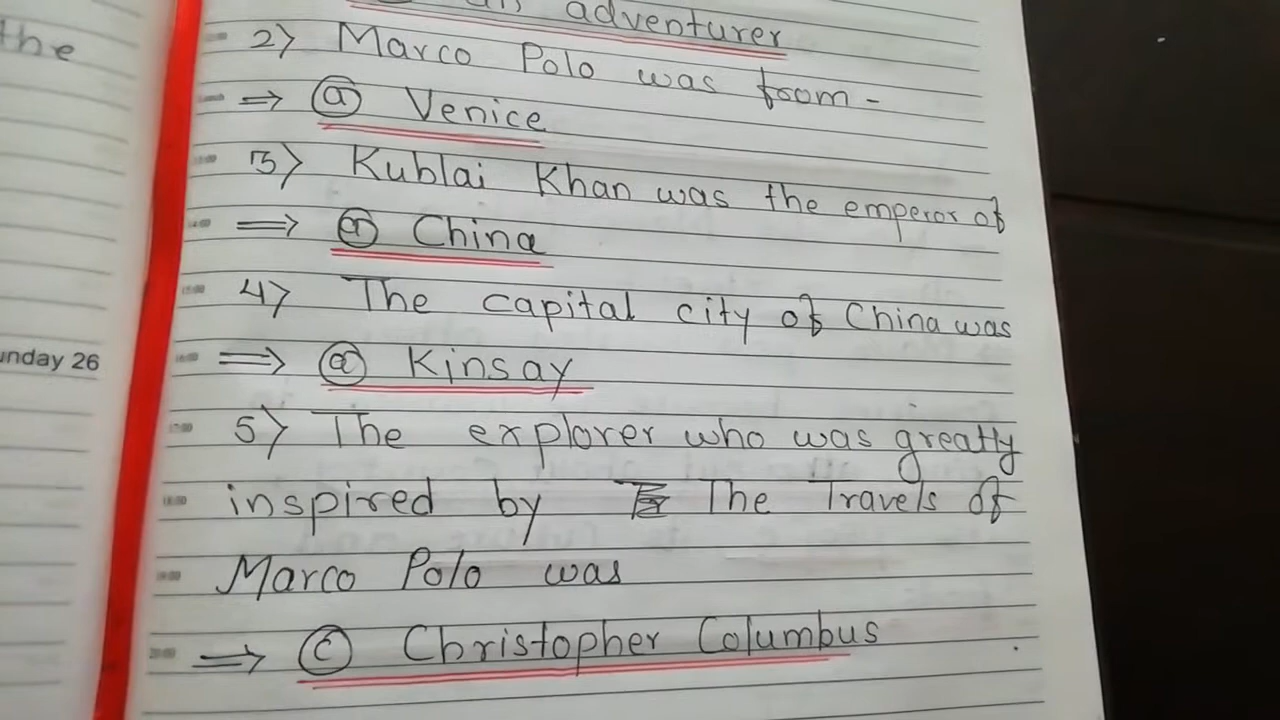 the
adventurer
2) Marco Polo was from -
⇒ ⓐ Venice
3) Kublai Khan was the emperor of
⇒ China
4) The capital city of China was
⇒ ⓐ Kinsay
unday 26
5) The explorer who was greatly
inspired by The Travels of
Marco Polo was
⇒ ⓒ Christopher Columbus